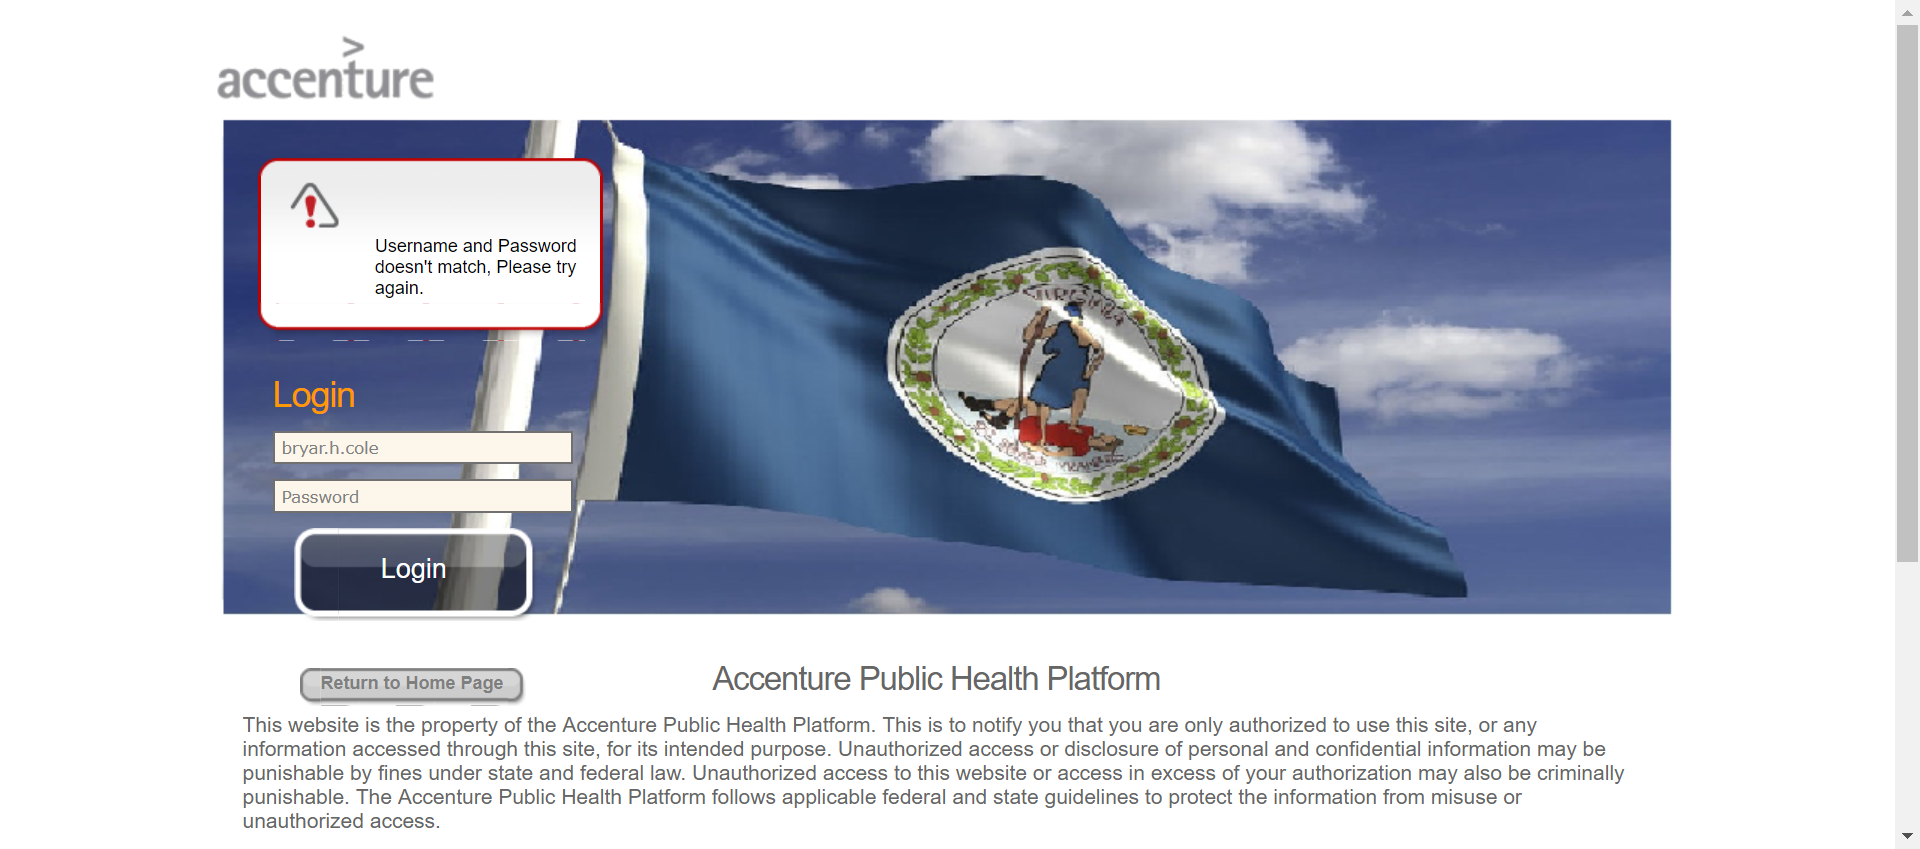 accenture
>
Username and Password
doesn't match, Please try
again.
Login
bryar.h.cole
Password
Login
Return to Home Page
Accenture Public Health Platform
This website is the property of the Accenture Public Health Platform. This is to notify you that you are only authorized to use this site, or any
information accessed through this site, for its intended purpose. Unauthorized access or disclosure of personal and confidential information may be
punishable by fines under state and federal law. Unauthorized access to this website or access in excess of your authorization may also be criminally
punishable. The Accenture Public Health Platform follows applicable federal and state guidelines to protect the information from misuse or
unauthorized access.